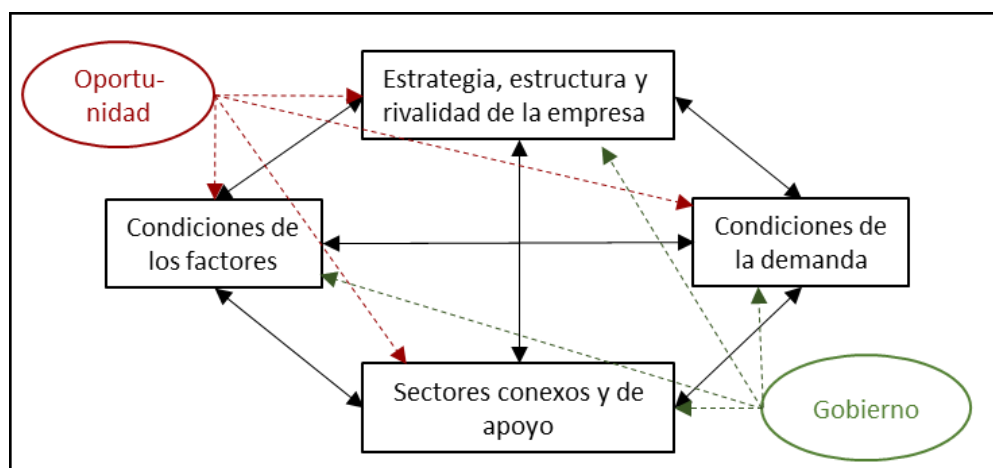 Oportu-
nidad
Estrategia, estructura y
rivalidad de la empresa
Condiciones de
los factores
Condiciones de
la demanda
Sectores conexos y de
apoyo
Gobierno